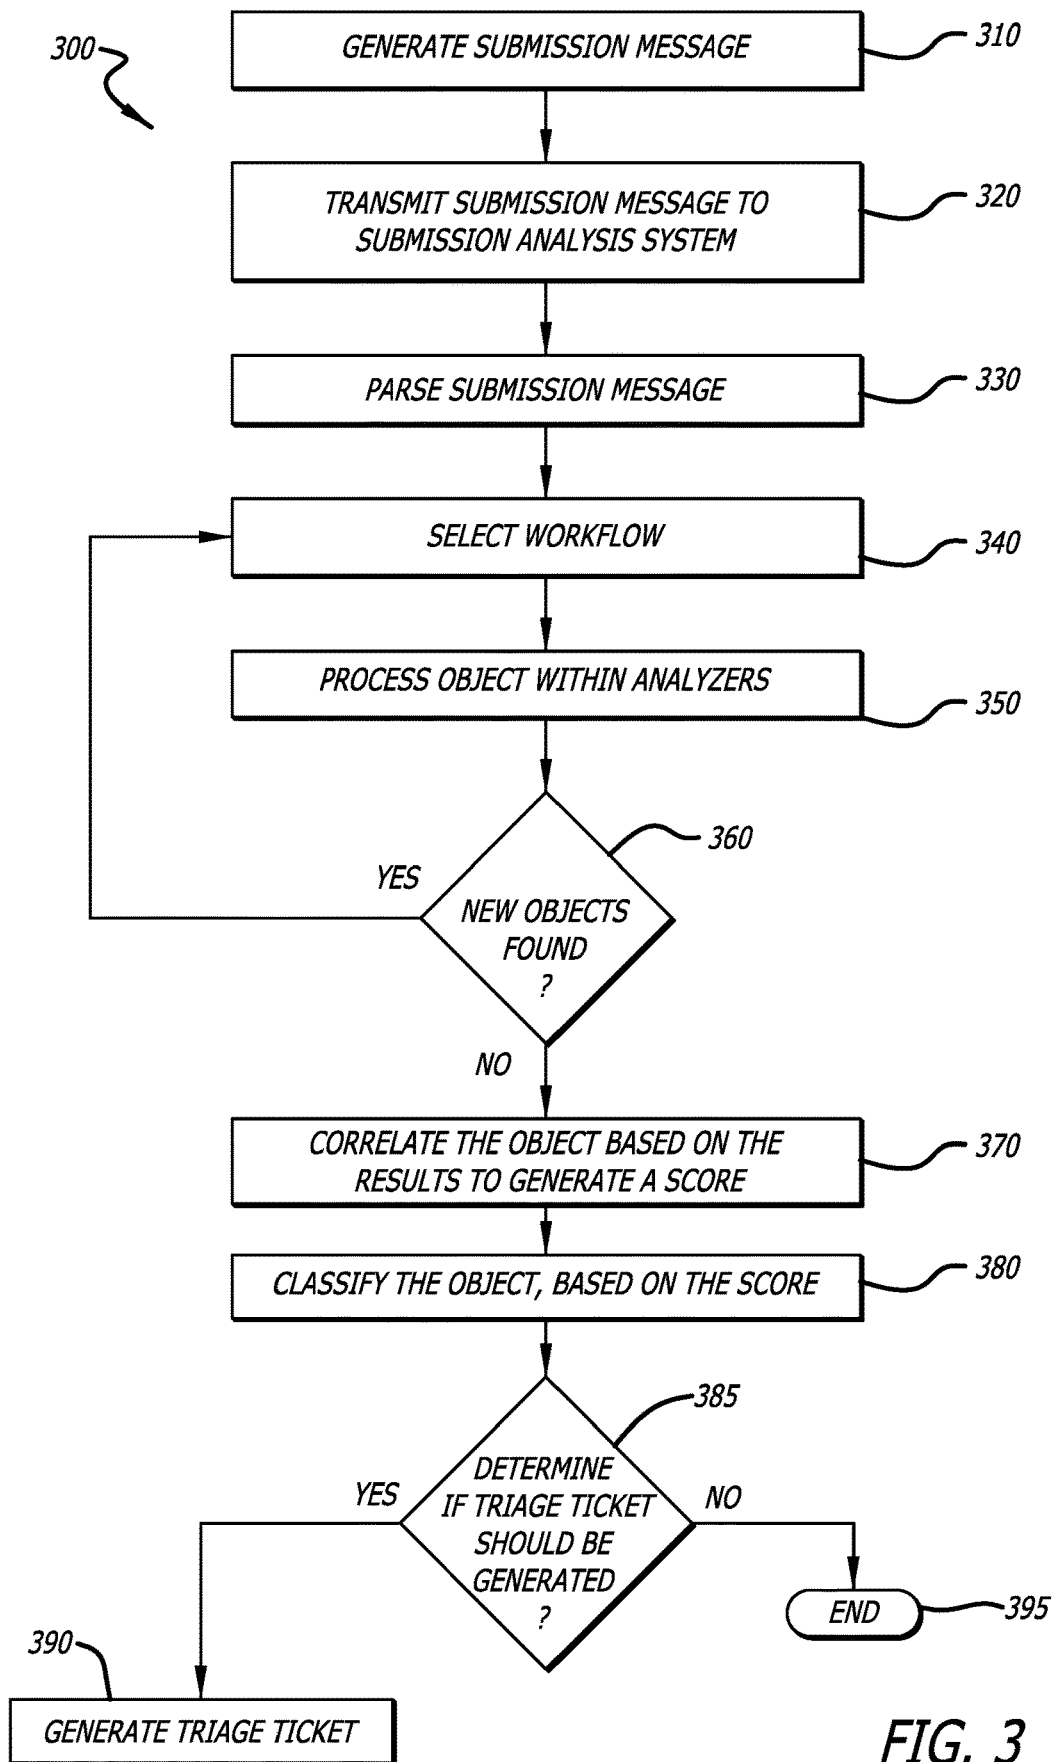 GENERATE SUBMISSION MESSAGE
310
300
TRANSMIT SUBMISSION MESSAGE TO
SUBMISSION ANALYSIS SYSTEM
320
PARSE SUBMISSION MESSAGE
330
SELECT WORKFLOW
340
PROCESS OBJECT WITHIN ANALYZERS
350
360
YES
NEW OBJECTS
FOUND
?
NO
CORRELATE THE OBJECT BASED ON THE
RESULTS TO GENERATE A SCORE
370
CLASSIFY THE OBJECT, BASED ON THE SCORE
380
385
YES
DETERMINE
IF TRIAGE TICKET
SHOULD BE
GENERATED
?
NO
END
395
390
GENERATE TRIAGE TICKET
FIG. 3